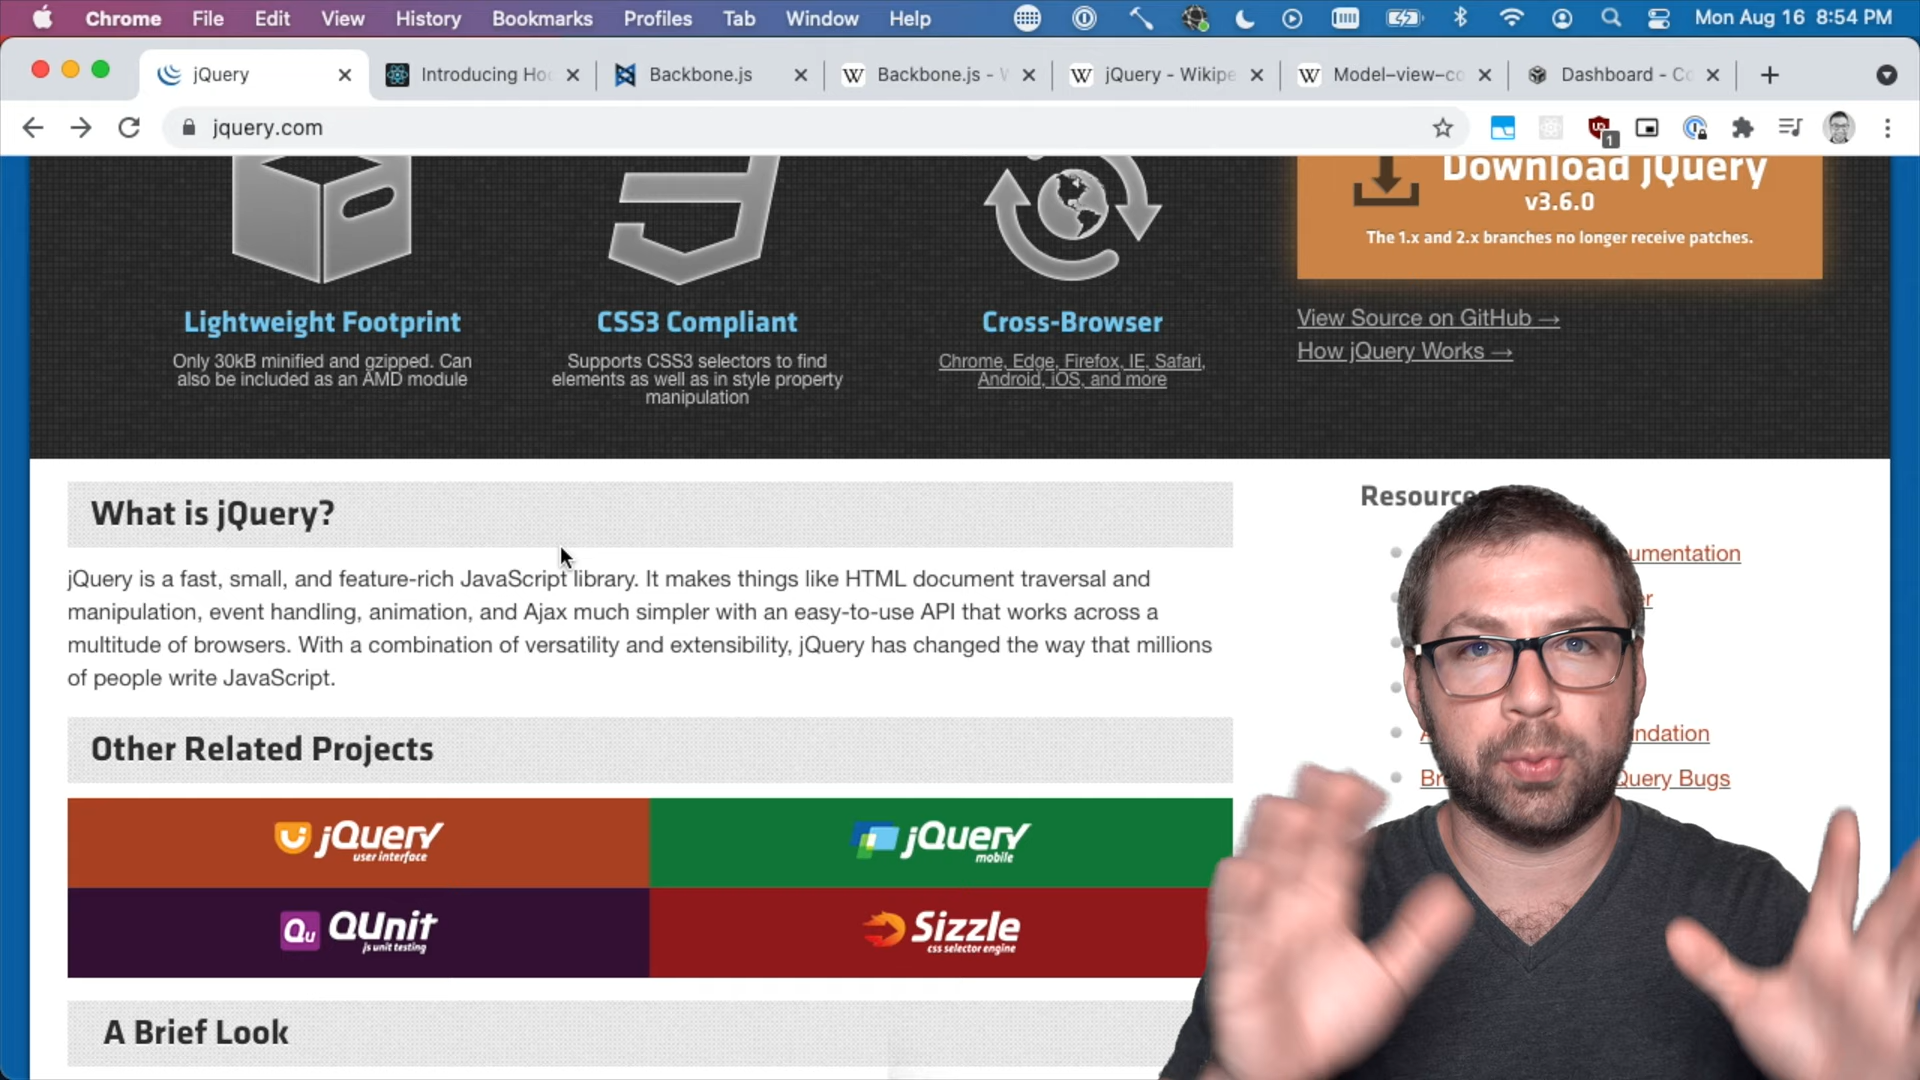 Chrome File Edit View History Bookmarks Profiles Tab Window Help Mon Aug 16 8:54 PM
jQuery Introducing Ho Backbone.js Backbone.js - W jQuery - Wikipe Model–view–co Dashboard - Co
jquery.com
Download jQuery
v3.6.0
The 1.x and 2.x branches no longer receive patches.
Lightweight Footprint
Only 30kB minified and gzipped. Can
also be included as an AMD module
CSS3 Compliant
Supports CSS3 selectors to find
elements as well as in style property
manipulation
Cross-Browser
Chrome, Edge, Firefox, IE, Safari,
Android, iOS, and more
View Source on GitHub →
How jQuery Works →
What is jQuery?
jQuery is a fast, small, and feature-rich JavaScript library. It makes things like HTML document traversal and
manipulation, event handling, animation, and Ajax much simpler with an easy-to-use API that works across a
multitude of browsers. With a combination of versatility and extensibility, jQuery has changed the way that millions
of people write JavaScript.
Other Related Projects
jQuery
user interface
jQuery
mobile
Qu QUnit
js unit testing
Sizzle
css selector engine
A Brief Look
Resource
umentation
r
ndation
Br Query Bugs